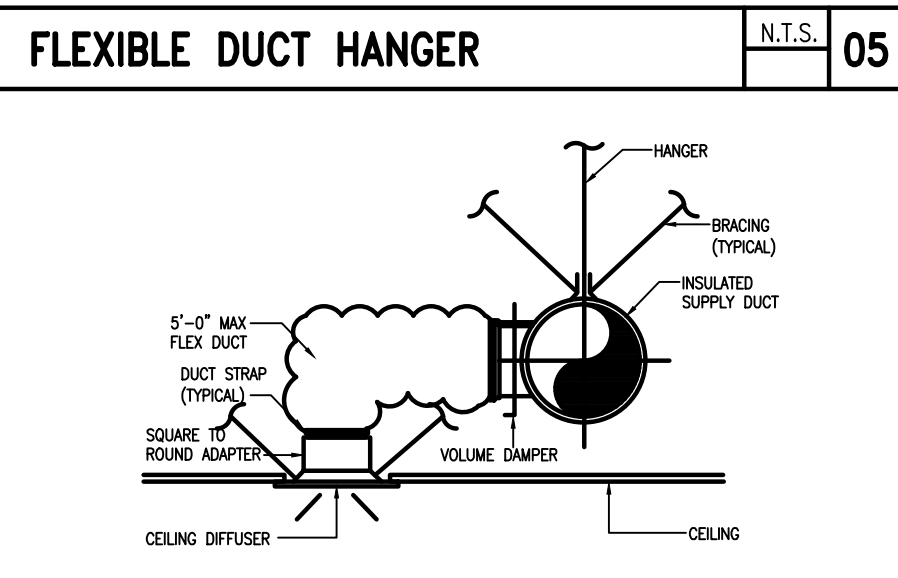 FLEXIBLE DUCT HANGER
N.T.S.
05
HANGER
BRACING
(TYPICAL)
INSULATED
SUPPLY DUCT
5'-0" MAX
FLEX DUCT
DUCT STRAP
(TYPICAL)
SQUARE TO
ROUND ADAPTER
VOLUME DAMPER
CEILING DIFFUSER
CEILING